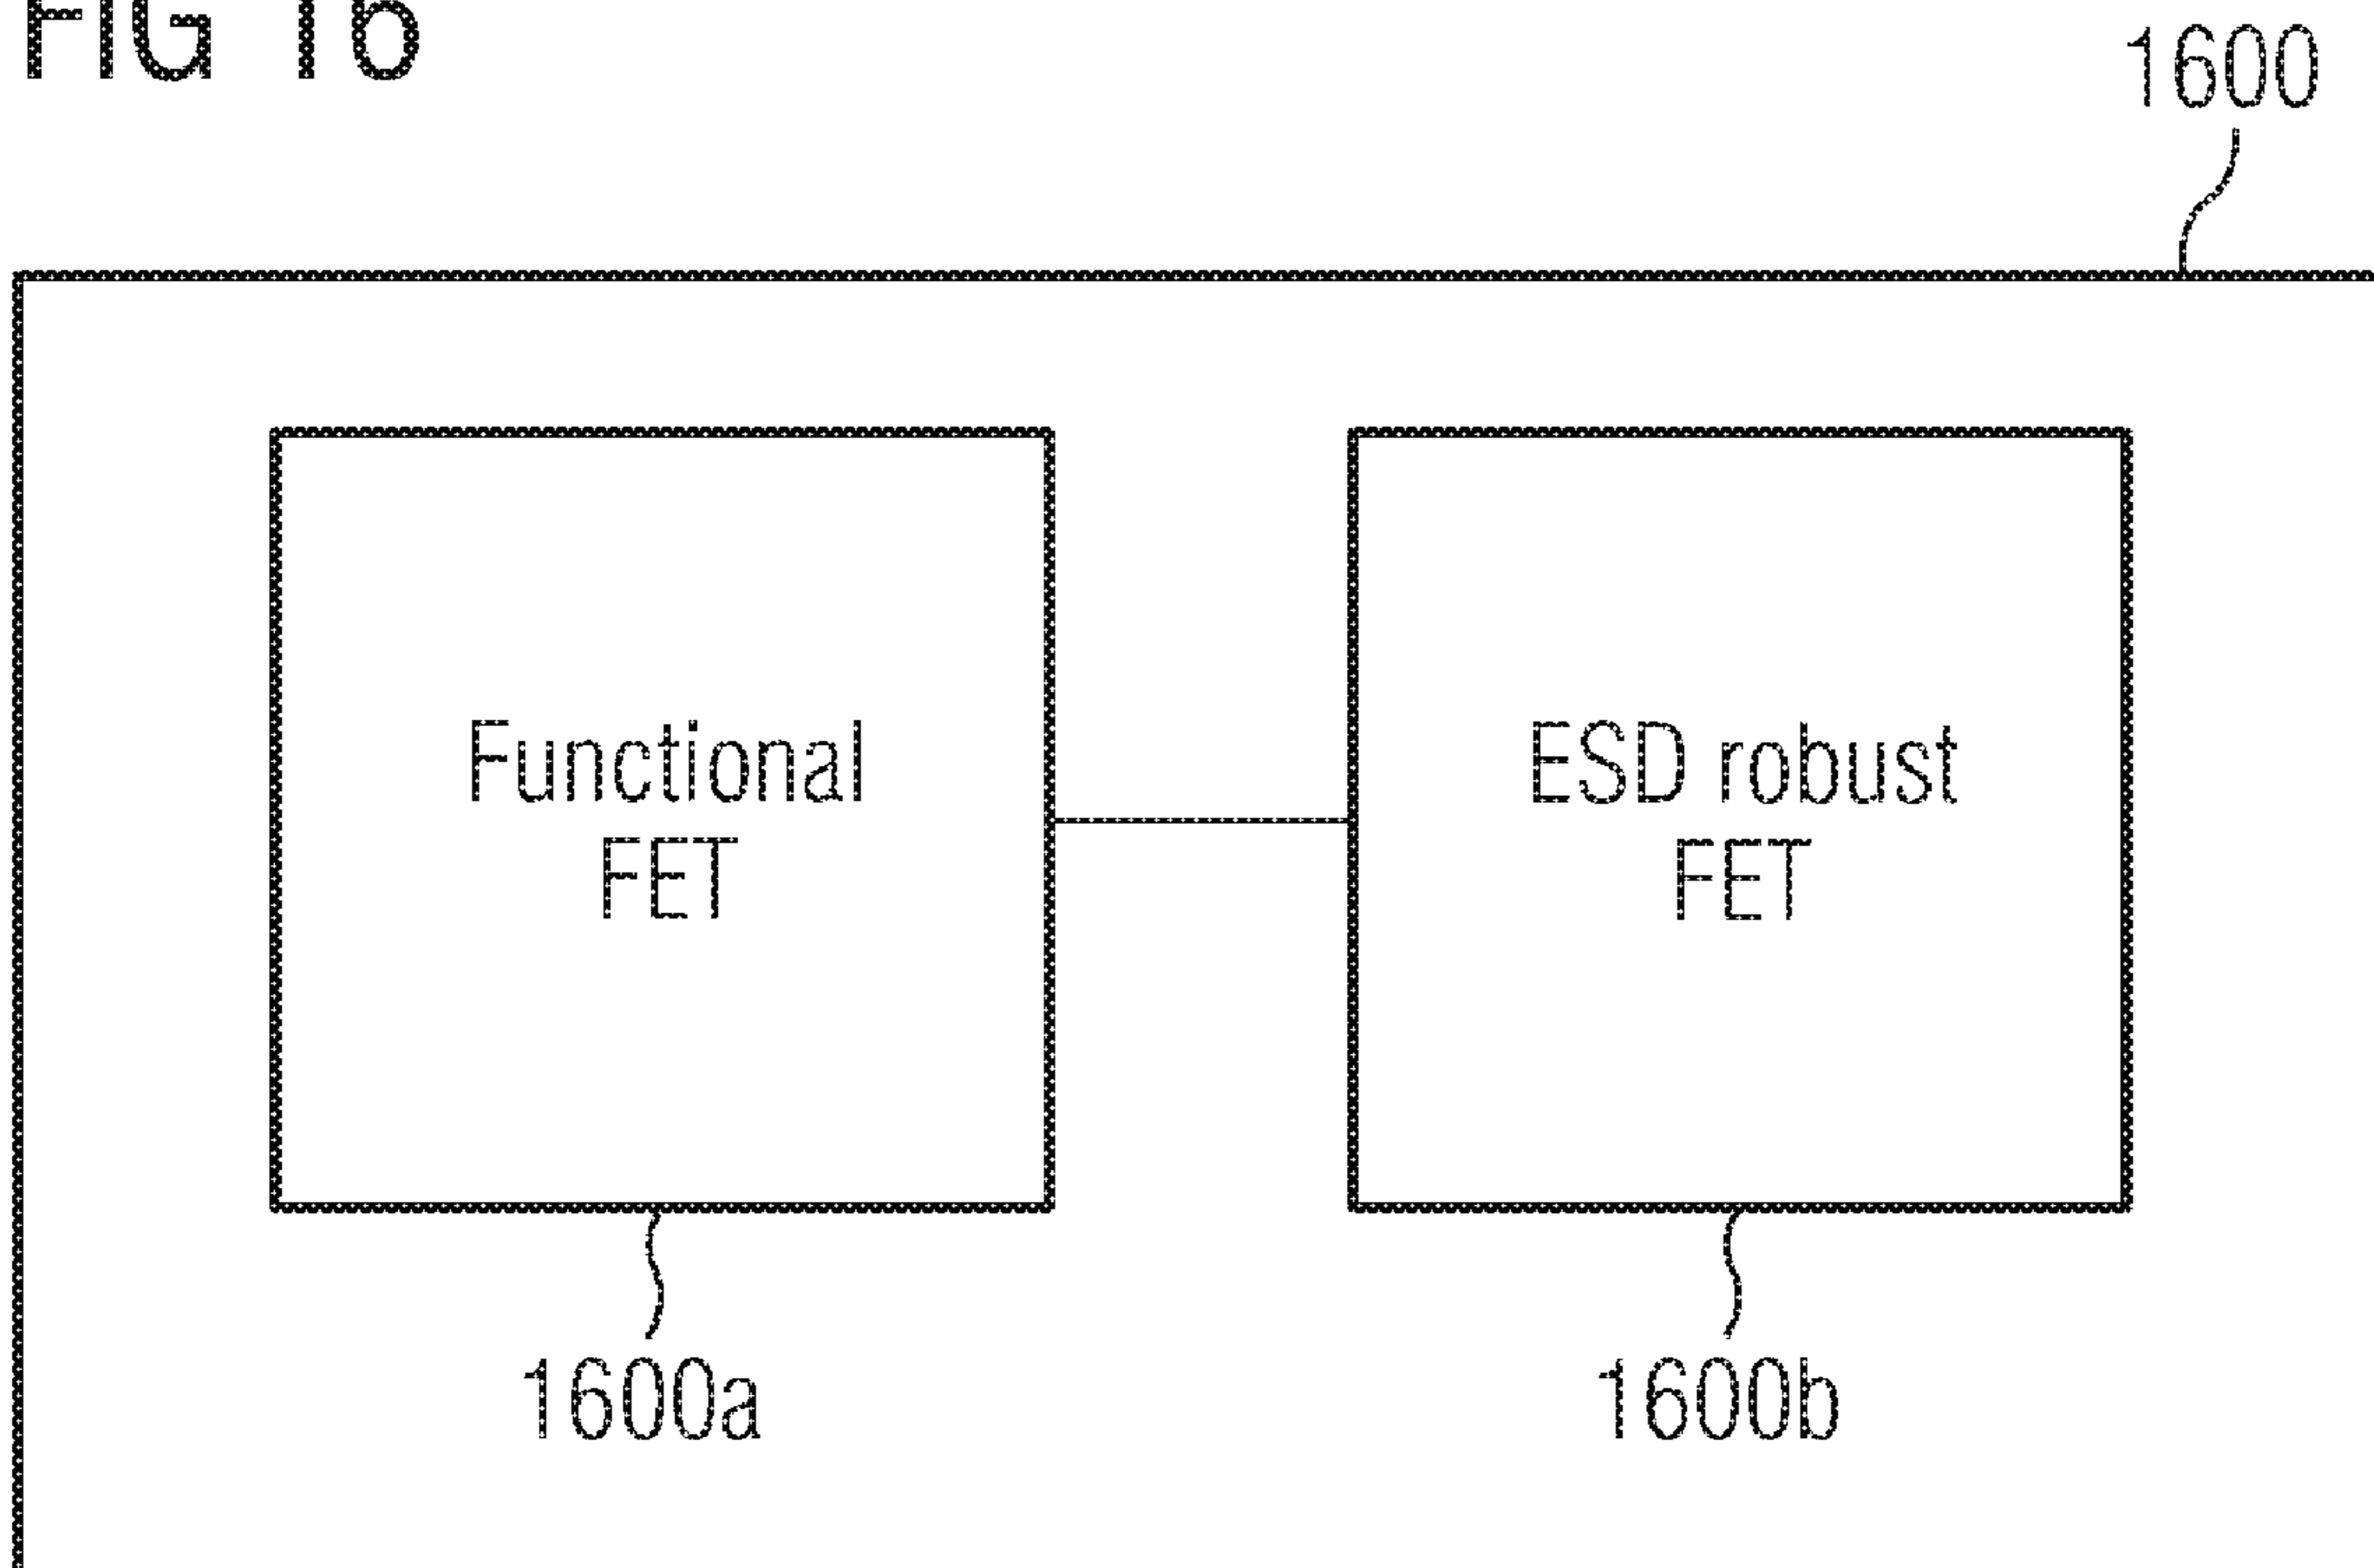 FIG 16
1600
Functional
FET
ESD robust
FET
1600a
1600b